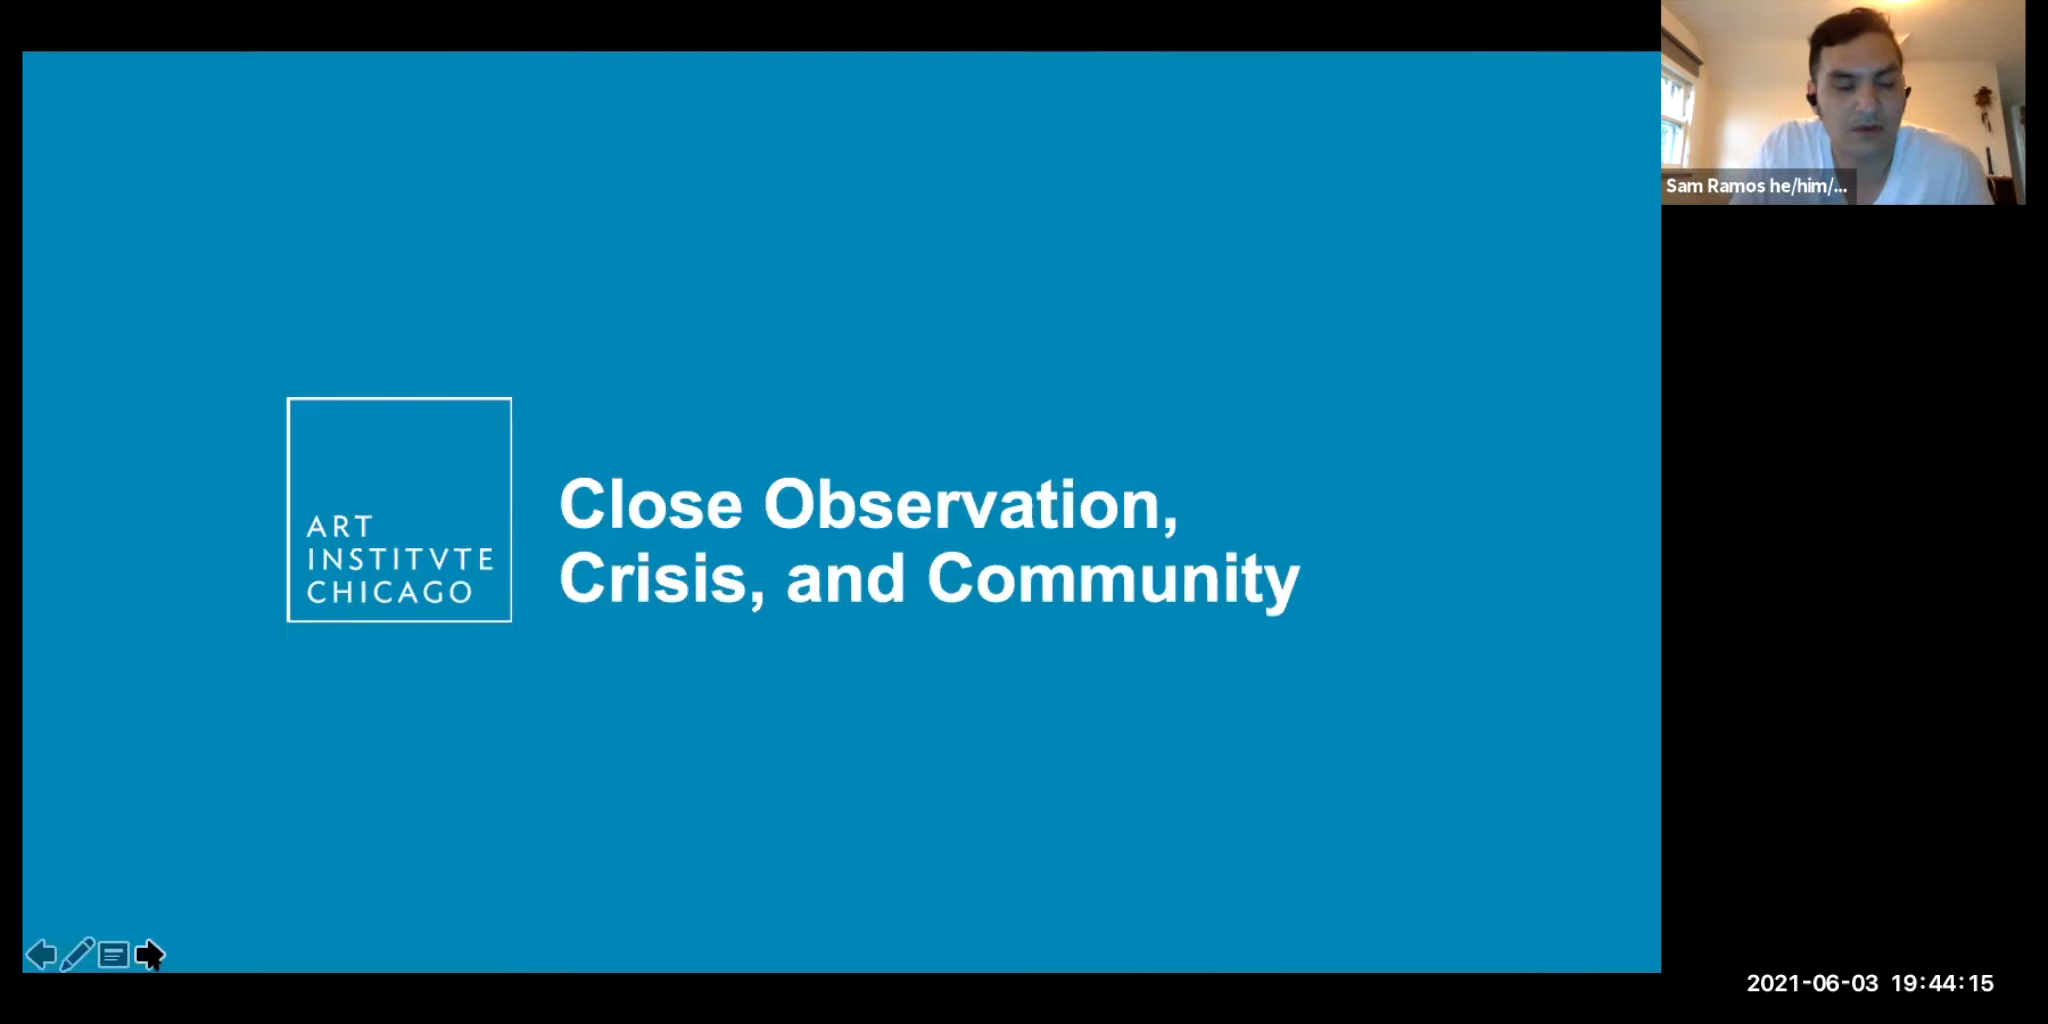 Sam Ramos he/him/...
Close Observation,
Crisis, and Community
ART
INSTITVTE
CHICAGO
2021-06-03 19:44:15